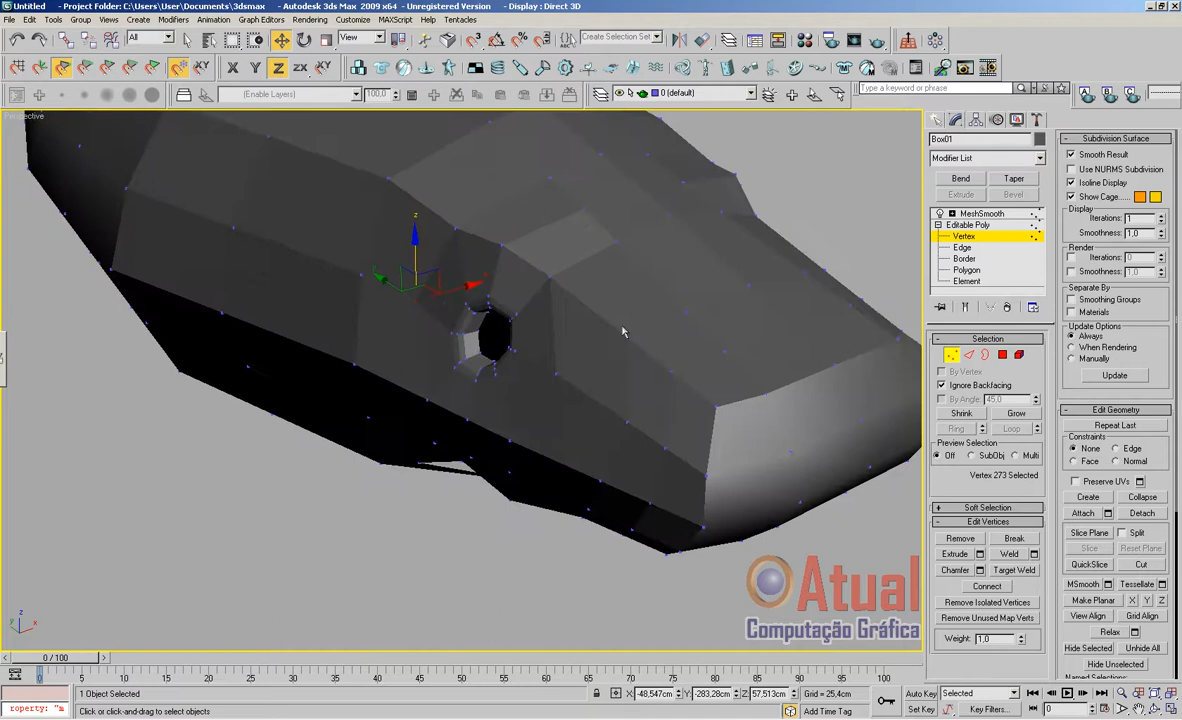 Untitled - Project Folder: C:\Users\User\Documents\3dsmax - Autodesk 3ds Max 2009 x64 - Unregistered Version - Display : Direct 3D
File Edit Tools Group Views Create Modifiers Animation Graph Editors Rendering Customize MAXScript Help Tentacles
All View Create Selection Set
X Y Z ZX XY
(Enable Layers) 100,0 0 (default) Type a keyword or phrase
Perspective
Box01
Modifier List
Bend Taper
Extrude Bevel
MeshSmooth
Editable Poly
Vertex
Edge
Border
Polygon
Element
Selection
By Vertex
Ignore Backfacing
By Angle: 45,0
Shrink Grow
Ring Loop
Preview Selection
Off SubObj Multi
Vertex 273 Selected
Soft Selection
Edit Vertices
Remove Break
Extrude Weld
Chamfer Target Weld
Connect
Remove Isolated Vertices
Remove Unused Map Verts
Weight: 1,0
Subdivision Surface
Smooth Result
Use NURMS Subdivision
Isoline Display
Show Cage......
Display
Iterations: 1
Smoothness: 1,0
Render
Iterations: 0
Smoothness: 1,0
Separate By
Smoothing Groups
Materials
Update Options
Always
When Rendering
Manually
Update
Edit Geometry
Repeat Last
Constraints
None Edge
Face Normal
Preserve UVs
Create Collapse
Attach Detach
Slice Plane Split
Slice Reset Plane
QuickSlice Cut
MSmooth Tessellate
Make Planar X Y Z
View Align Grid Align
Relax
Hide Selected Unhide All
Hide Unselected
Named Selections:
Atual
Computação Gráfica
z
x
y
z
x
0 / 100
0 5 10 15 20 25 30 35 40 45 50 55 60 65 70 75 80 85 90 95 100
1 Object Selected X: -48,547cm Y: -283,28cm Z: 57,513cm Grid = 25,4cm Auto Key Selected
roperty: "m Click or click-and-drag to select objects Add Time Tag Set Key Key Filters... 0